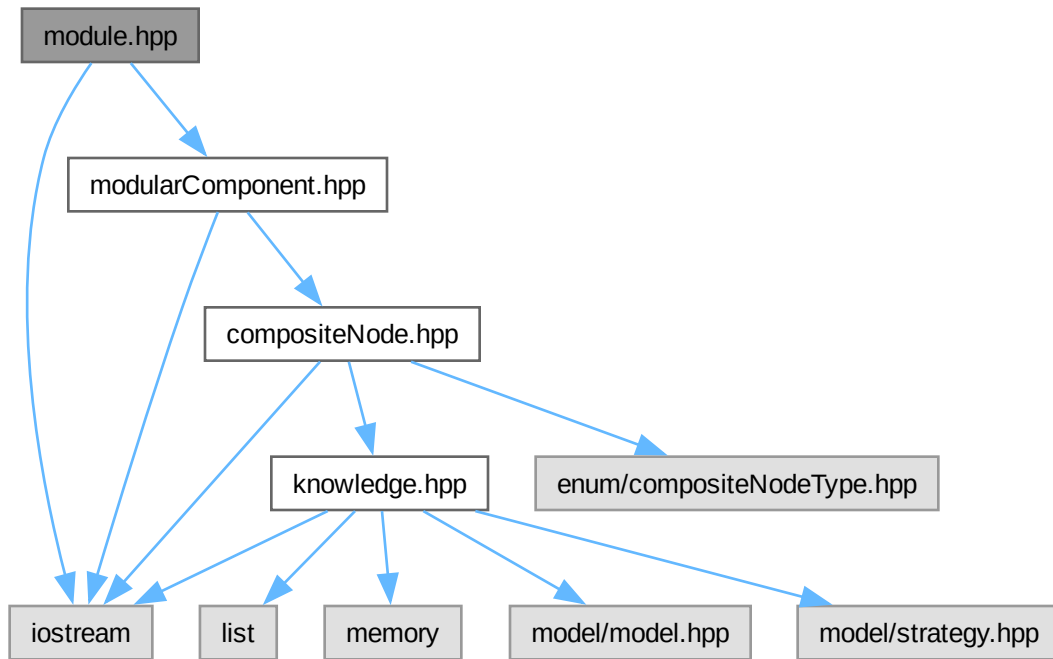 module.hpp
modularComponent.hpp
compositeNode.hpp
knowledge.hpp
enum/compositeNodeType.hpp
iostream
list
memory
model/model.hpp
model/strategy.hpp